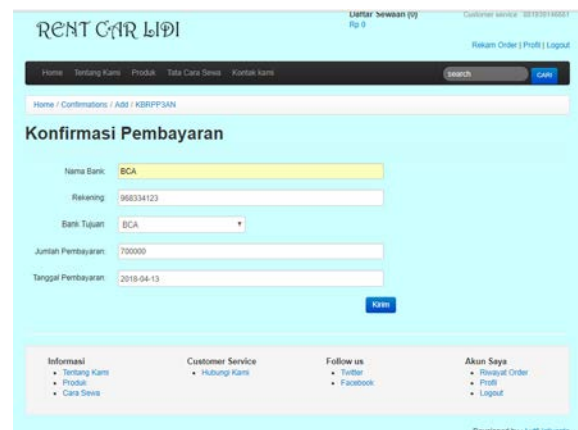 RENT CAR LIDI
Daftar Sewaan (0)
Rp 0
Customer service
Rekam Order | Profil | Logout
Home Tentang Kami Produk Tata Cara Sewa Kontak kami
search CARI
Home / Confirmations / Add / KBRPP3AN
Konfirmasi Pembayaran
Nama Bank: BCA
Rekening: 968334123
Bank Tujuan: BCA
Jumlah Pembayaran: 700000
Tanggal Pembayaran: 2018-04-13
Kirim
Informasi
Tentang Kami
Produk
Cara Sewa
Customer Service
Hubungi Kami
Follow us
Twitter
Facebook
Akun Saya
Riwayat Order
Profil
Logout